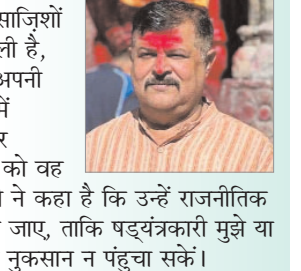 साज़िशों
ली है,
अपनी
में
र
को वह
ने कहा है कि उन्हें राजनीतिक
जाए, ताकि षड्यंत्रकारी मुझे या
नुकसान न पंहुचा सकें।